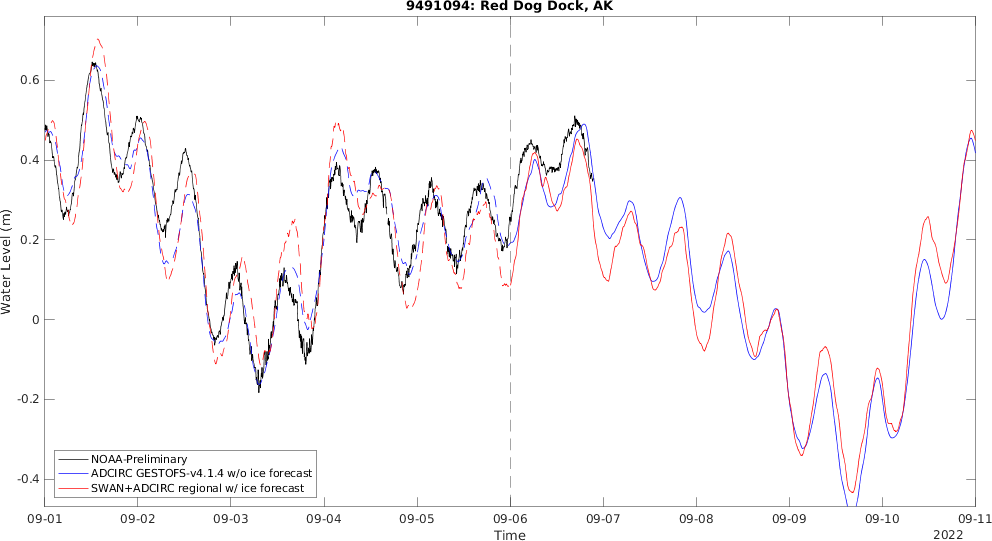 9491094: Red Dog Dock, AK
Water Level (m)
0.6
0.4
0.2
0
-0.2
-0.4
NOAA-Preliminary
ADCIRC GESTOFS-v4.1.4 w/o ice forecast
SWAN+ADCIRC regional w/ ice forecast
09-01 09-02 09-03 09-04 09-05 09-06 09-07 09-08 09-09 09-10 09-11
Time
2022